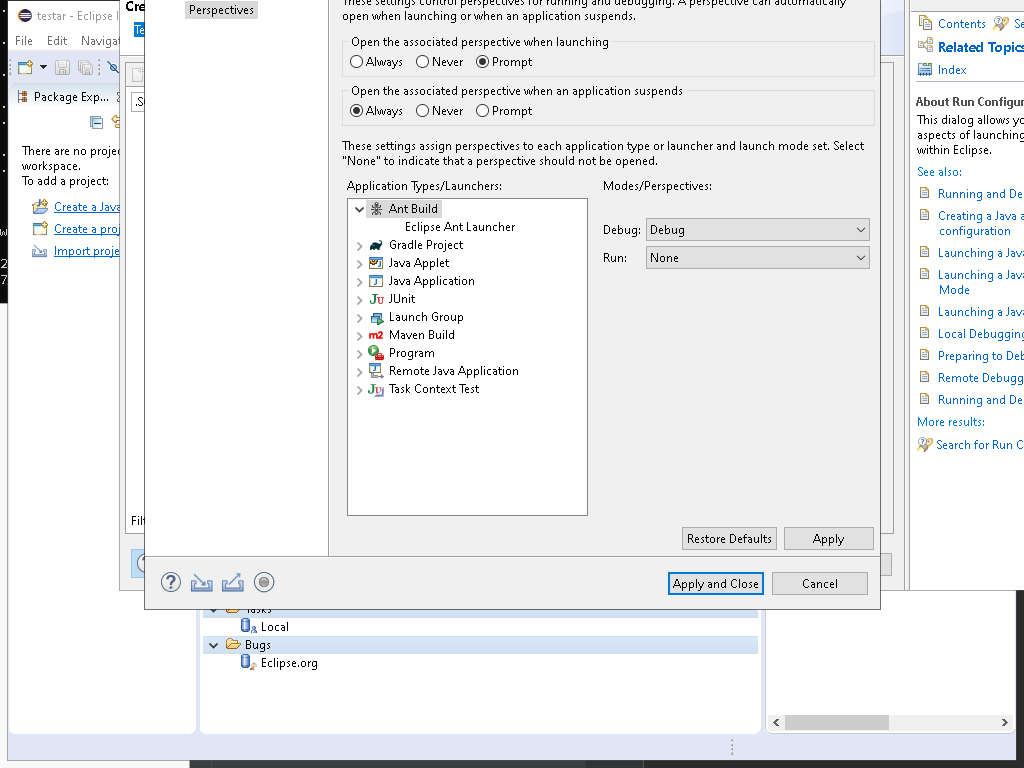 testar - Eclipse
File Edit Navigat
Package Exp...
There are no proje
workspace.
To add a project:
Create a Java
Create a proj
Import proje
Cre
Te
Filt
Perspectives
These settings control perspectives for running and debugging. A perspective can automatically
open when launching or when an application suspends.
Open the associated perspective when launching
Always Never Prompt
Open the associated perspective when an application suspends
Always Never Prompt
These settings assign perspectives to each application type or launcher and launch mode set. Select
"None" to indicate that a perspective should not be opened.
Application Types/Launchers:
Modes/Perspectives:
Ant Build
Eclipse Ant Launcher
Gradle Project
Java Applet
Java Application
JUnit
Launch Group
Maven Build
Program
Remote Java Application
Task Context Test
Debug: Debug
Run: None
Restore Defaults Apply
Apply and Close Cancel
Tasks
Local
Bugs
Eclipse.org
Contents Se
Related Topics
Index
About Run Configur
This dialog allows yo
aspects of launching
within Eclipse.
See also:
Running and De
Creating a Java a
configuration
Launching a Java
Launching a Java
Mode
Launching a Java
Local Debugging
Preparing to Deb
Remote Debugg
Running and De
More results:
Search for Run C